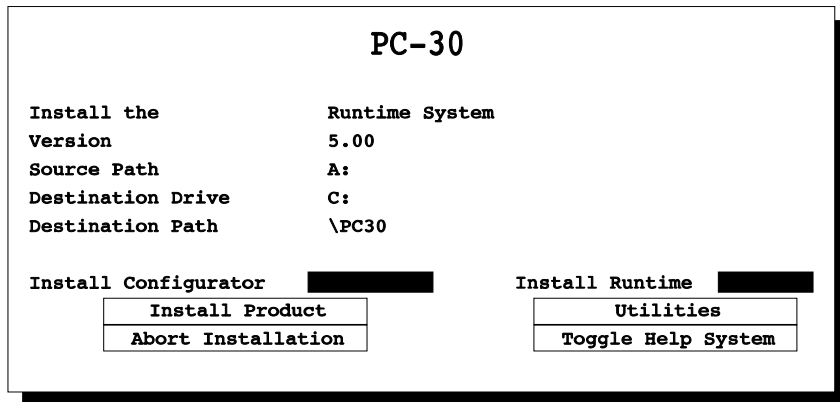 PC-30
Install the Runtime System
Version 5.00
Source Path A:
Destination Drive C:
Destination Path \PC30
Install Configurator Install Runtime
Install Product Utilities
Abort Installation Toggle Help System